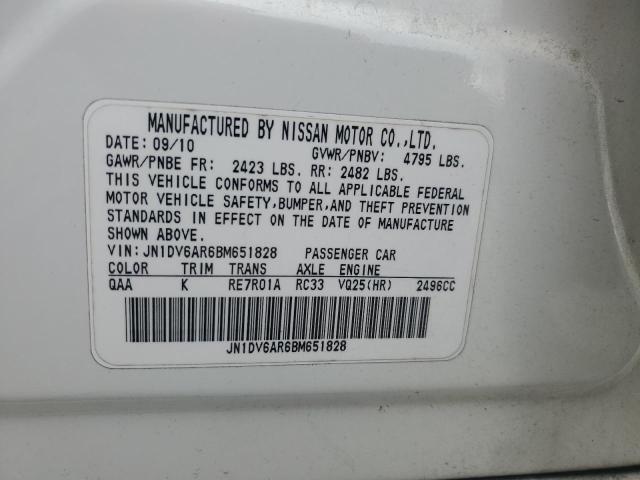 MANUFACTURED BY NISSAN MOTOR CO.,LTD.
DATE: 09/10 GVWR/PNBV: 4795 LBS.
GAWR/PNBE FR: 2423 LBS. RR: 2482 LBS.
THIS VEHICLE CONFORMS TO ALL APPLICABLE FEDERAL
MOTOR VEHICLE SAFETY,BUMPER,AND THEFT PREVENTION
STANDARDS IN EFFECT ON THE DATE OF MANUFACTURE
SHOWN ABOVE.
VIN:JN1DV6AR6BM651828 PASSENGER CAR
COLOR TRIM TRANS AXLE ENGINE
QAA K RE7R01A RC33 VQ25(HR) 2496CC
JN1DV6AR6BM651828